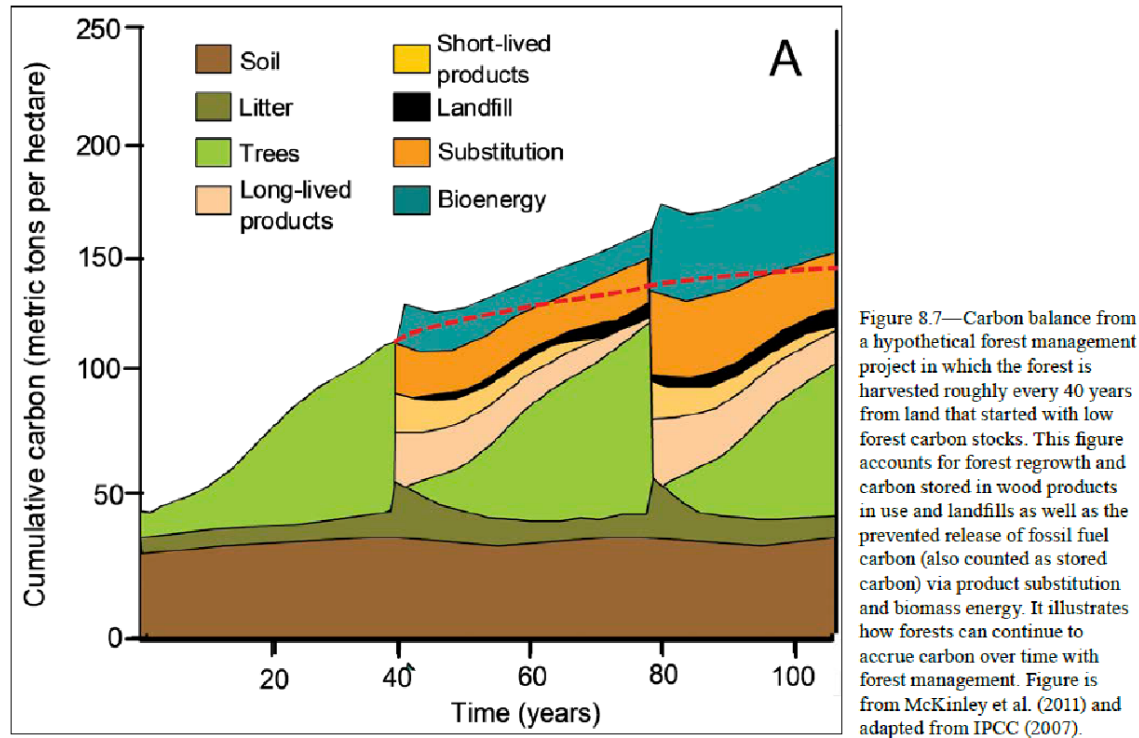 250
200
150
100
50
0
Cumulative carbon (metric tons per hectare)
A
Soil
Litter
Trees
Long-lived
products
Short-lived
products
Landfill
Substitution
Bioenergy
20
40
60
80
100
Time (years)
Figure 8.7—Carbon balance from
a hypothetical forest management
project in which the forest is
harvested roughly every 40 years
from land that started with low
forest carbon stocks. This figure
accounts for forest regrowth and
carbon stored in wood products
in use and landfills as well as the
prevented release of fossil fuel
carbon (also counted as stored
carbon) via product substitution
and biomass energy. It illustrates
how forests can continue to
accrue carbon over time with
forest management. Figure is
from McKinley et al. (2011) and
adapted from IPCC (2007).